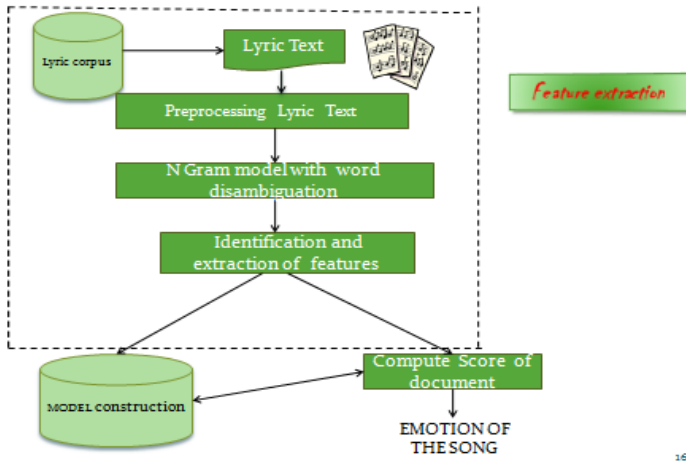 Lyric corpus
Lyric Text
Feature extraction
Preprocessing Lyric Text
N Gram model with word
disambiguation
Identification and
extraction of features
MODEL construction
Compute Score of
document
EMOTION OF
THE SONG
16